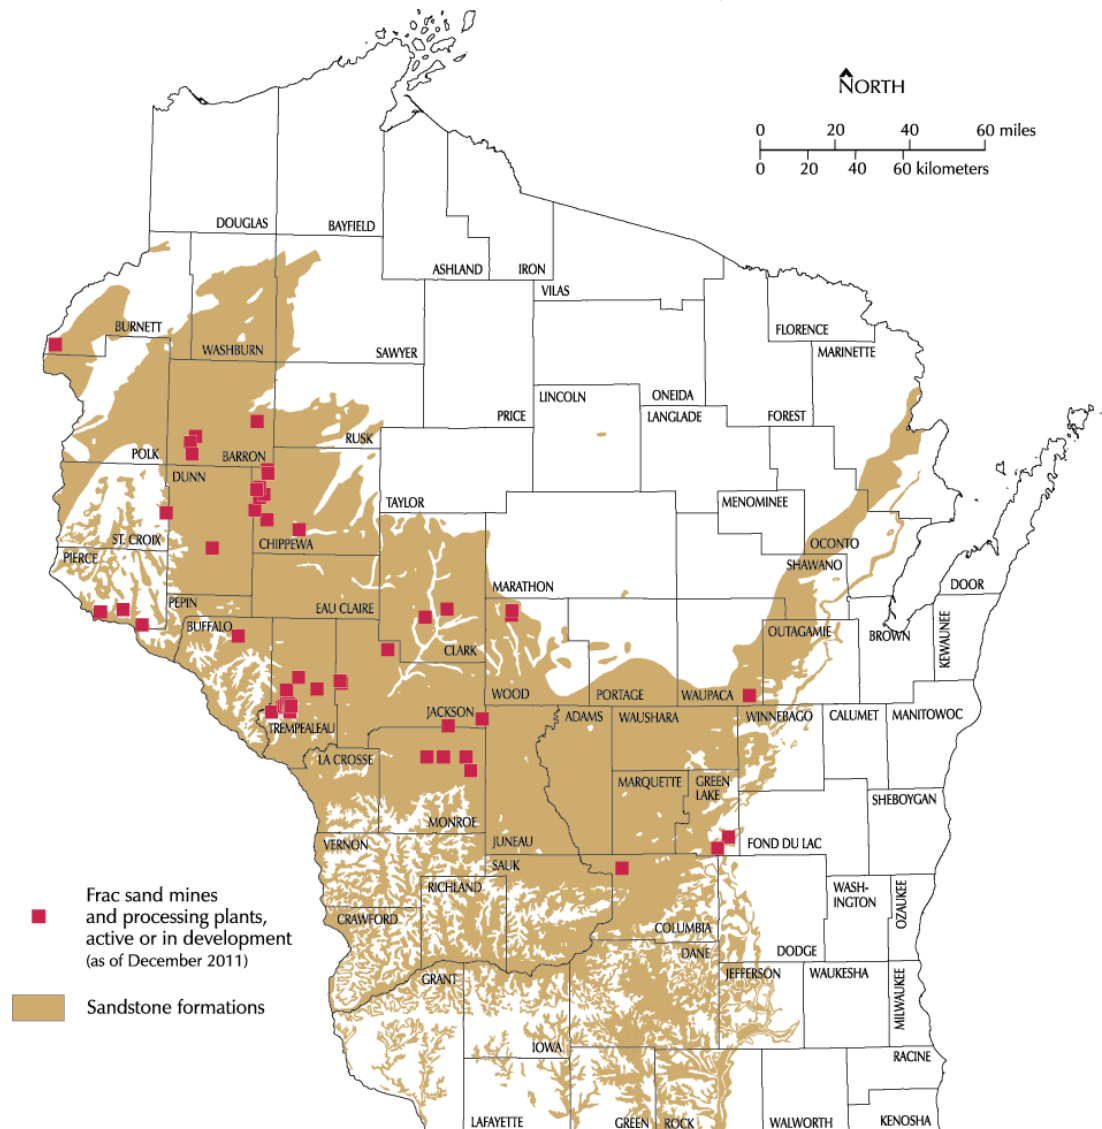 NORTH
0 20 40 60 miles
0 20 40 60 kilometers
DOUGLAS
BAYFIELD
ASHLAND
IRON
VILAS
BURNETT
WASHBURN
SAWYER
FLORENCE
MARINETTE
PRICE
LINCOLN
ONEIDA
LANGLADE
FOREST
POLK
BARRON
RUSK
DUNN
TAYLOR
MENOMINEE
ST. CROIX
CHIPPEWA
OCONTO
PIERCE
SHAWANO
MARATHON
DOOR
PEPIN
EAU CLAIRE
BUFFALO
CLARK
OUTAGAMIE
BROWN
KEWAUNEE
WOOD
PORTAGE
WAUPACA
JACKSON
TREMPEALEAU
ADAMS
WAUSHARA
WINNEBAGO
CALUMET
MANITOWOC
LA CROSSE
MARQUETTE
GREEN
LAKE
SHEBOYGAN
MONROE
VERNON
JUNEAU
FOND DU LAC
SAUK
RICHLAND
WASH-
INGTON
OZAUKEE
CRAWFORD
COLUMBIA
DODGE
DANE
GRANT
JEFFERSON
WAUKESHA
MILWAUKEE
IOWA
RACINE
LAFAYETTE
GREEN
ROCK
WALWORTH
KENOSHA
Frac sand mines
and processing plants,
active or in development
(as of December 2011)
Sandstone formations